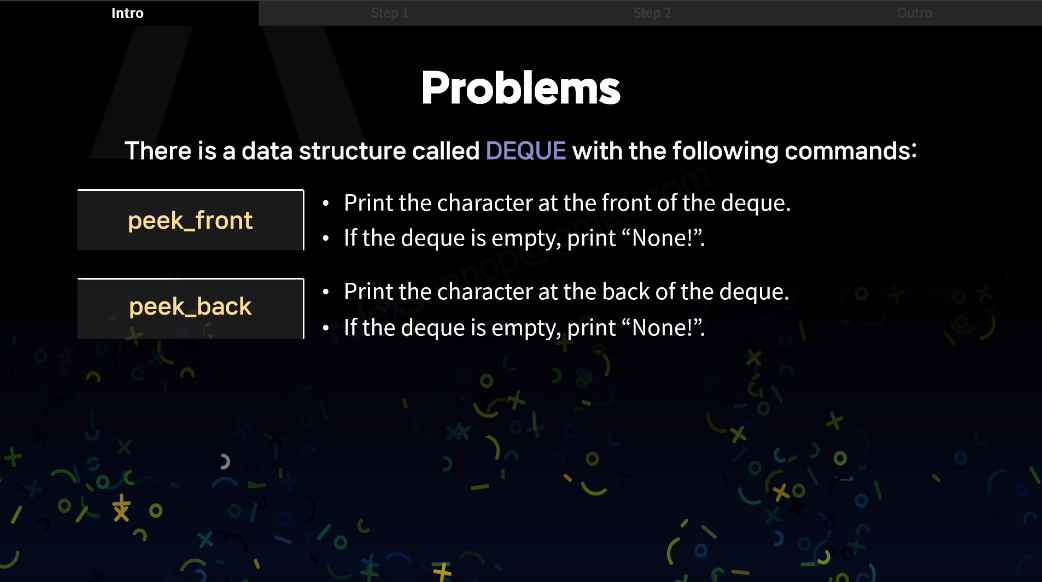 Intro
Step 1
Step 2
Outro
Problems
There is a data structure called DEQUE with the following commands:
peek_front
• Print the character at the front of the deque.
• If the deque is empty, print “None!”.
peek_back
• Print the character at the back of the deque.
• If the deque is empty, print “None!”.